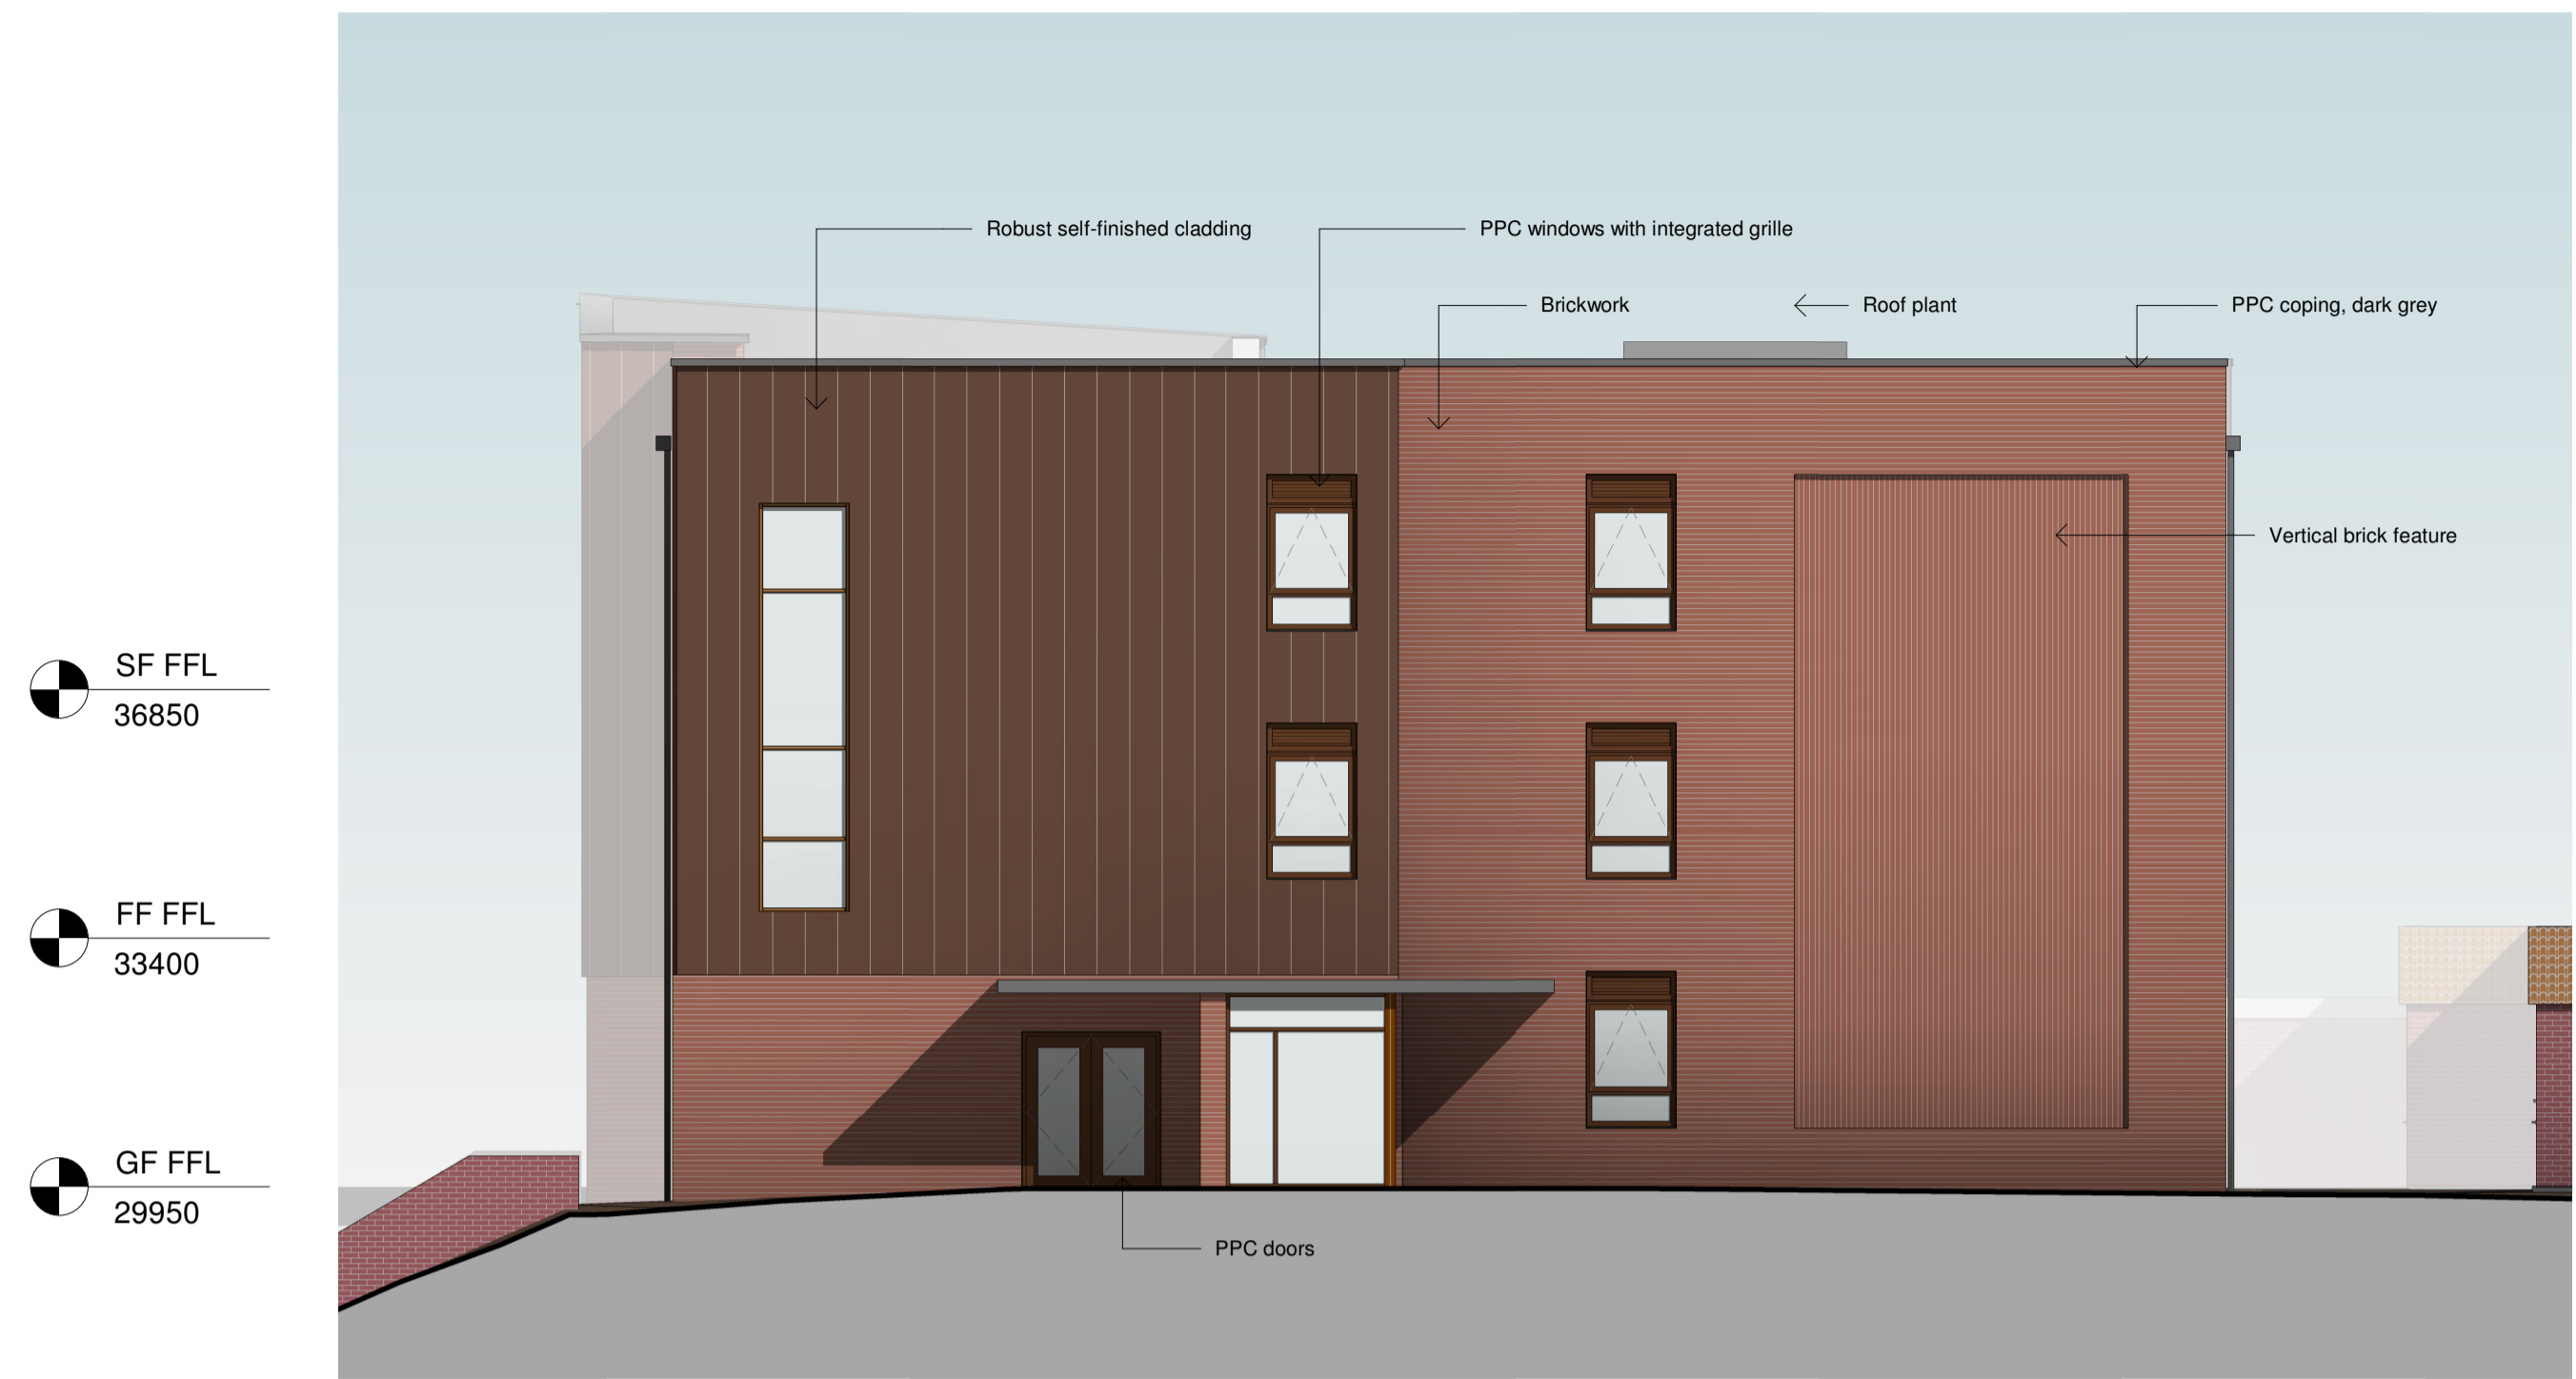 Robust self-finished cladding
PPC windows with integrated grille
Brickwork
Roof plant
PPC coping, dark grey
Vertical brick feature
SF FFL
36850
FF FFL
33400
GF FFL
29950
PPC doors